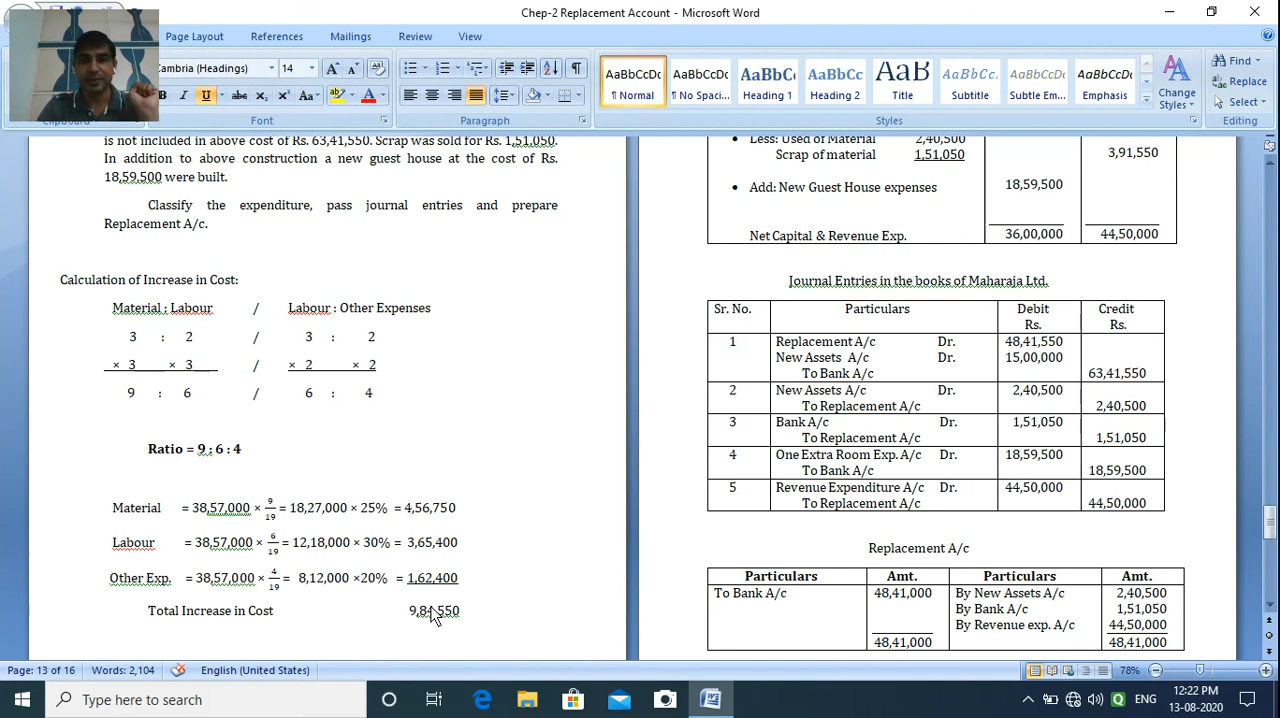 Chep-2 Replacement Account - Microsoft Word
Page Layout References Mailings Review View
Cambria (Headings) 14
AaBbCcDc AaBbCcDc AaBbC AaBbCc AaB AaBbCc. AaBbCcDc AaBbCcDc
¶ Normal ¶ No Spaci... Heading 1 Heading 2 Title Subtitle Subtle Em... Emphasis
Change Styles
Find
Replace
Select
Font Paragraph Styles Editing
is not included in above cost of Rs. 63,41,550. Scrap was sold for Rs. 1,51,050.
In addition to above construction a new guest house at the cost of Rs.
18,59,500 were built.
Classify the expenditure, pass journal entries and prepare
Replacement A/c.
Calculation of Increase in Cost:
Material : Labour / Labour : Other Expenses
3 : 2 / 3 : 2
× 3 × 3 / × 2 × 2
9 : 6 / 6 : 4
Ratio = 9 : 6 : 4
Material = 38,57,000 × 9/19 = 18,27,000 × 25% = 4,56,750
Labour = 38,57,000 × 6/19 = 12,18,000 × 30% = 3,65,400
Other Exp. = 38,57,000 × 4/19 = 8,12,000 ×20% = 1,62,400
Total Increase in Cost 9,84,550
• Less: Used of Material 2,40,500
Scrap of material 1,51,050 3,91,550
• Add: New Guest House expenses 18,59,500
Net Capital & Revenue Exp. 36,00,000 44,50,000
Journal Entries in the books of Maharaja Ltd.
Sr. No. Particulars Debit Rs. Credit Rs.
1 Replacement A/c Dr. 48,41,550
New Assets A/c Dr. 15,00,000
To Bank A/c 63,41,550
2 New Assets A/c Dr. 2,40,500
To Replacement A/c 2,40,500
3 Bank A/c Dr. 1,51,050
To Replacement A/c 1,51,050
4 One Extra Room Exp. A/c Dr. 18,59,500
To Bank A/c 18,59,500
5 Revenue Expenditure A/c Dr. 44,50,000
To Replacement A/c 44,50,000
Replacement A/c
Particulars Amt. Particulars Amt.
To Bank A/c 48,41,000 By New Assets A/c 2,40,500
By Bank A/c 1,51,050
By Revenue exp. A/c 44,50,000
48,41,000 48,41,000
Page: 13 of 16 Words: 2,104 English (United States) 78%
Type here to search
ENG
12:22 PM
13-08-2020